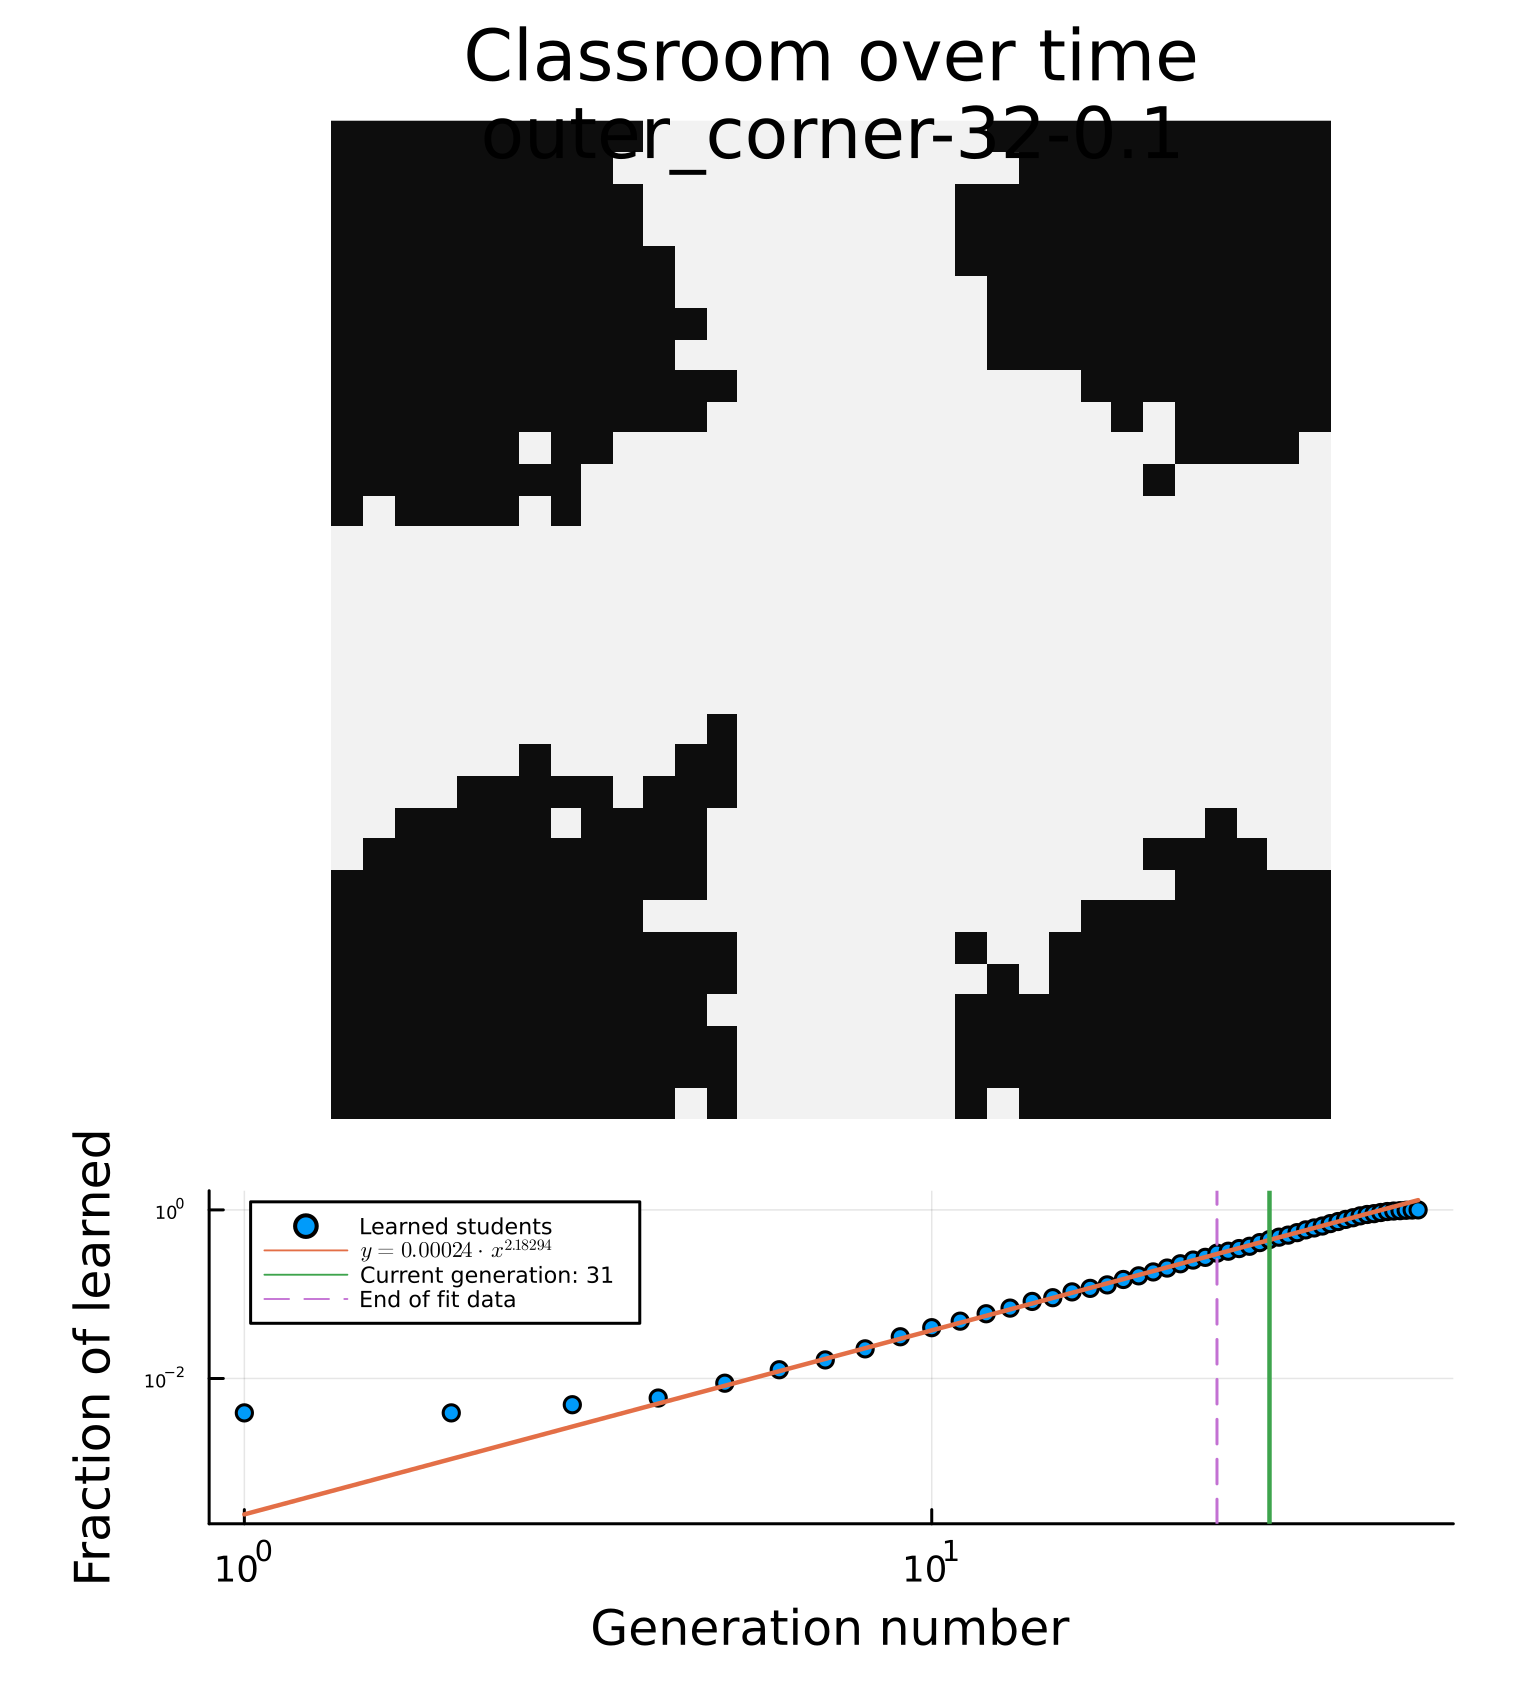 Classroom over time
outer_corner-32-0.1
Fraction of learned
10⁰
10⁻²
Learned students
y = 0.00024 · x^2.18294
Current generation: 31
End of fit data
10⁰
10¹
Generation number